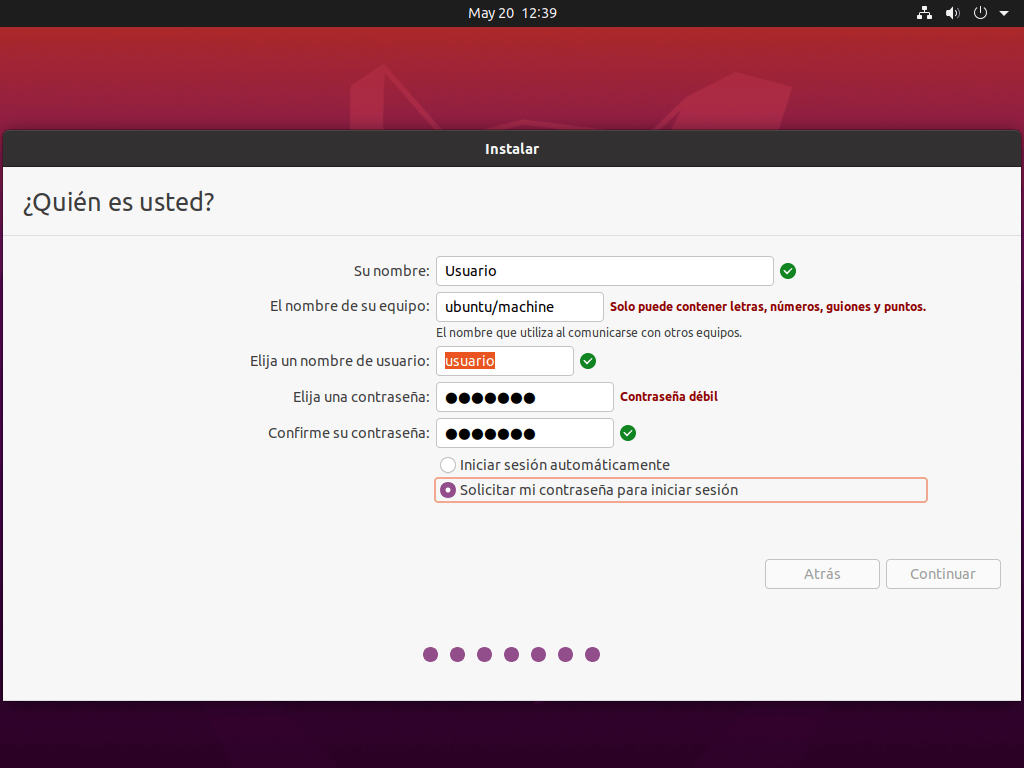 May 20 12:39
Instalar
¿Quién es usted?
Su nombre: Usuario
El nombre de su equipo: ubuntu/machine Solo puede contener letras, números, guiones y puntos.
El nombre que utiliza al comunicarse con otros equipos.
Elija un nombre de usuario: usuario
Elija una contraseña: ●●●●●●● Contraseña débil
Confirme su contraseña: ●●●●●●●
Iniciar sesión automáticamente
Solicitar mi contraseña para iniciar sesión
Atrás Continuar